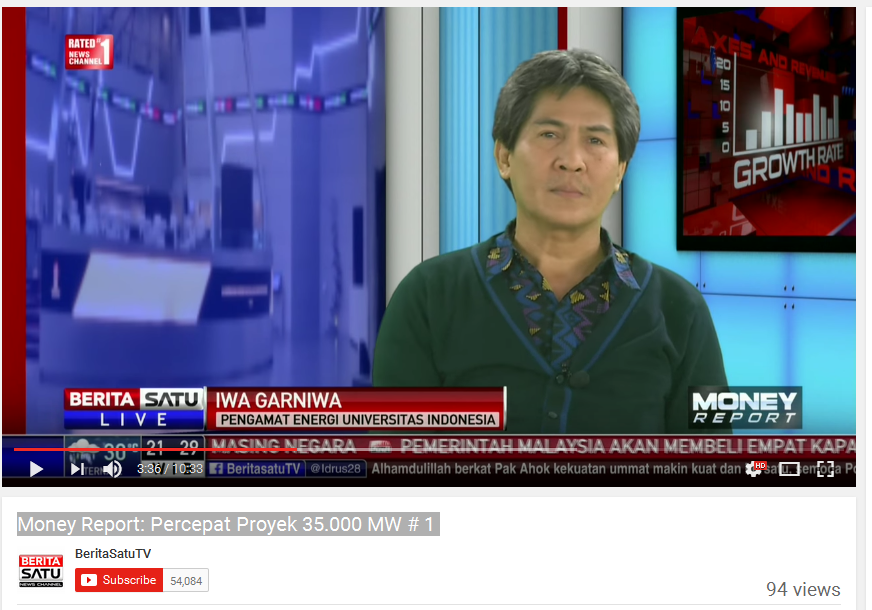 RATED #1
NEWS
CHANNEL
AXES AND
20
15
10
5
0
GROWTH RATE
BERITA SATU
LIVE
IWA GARNIWA
PENGAMAT ENERGI UNIVERSITAS INDONESIA
MONEY
REPORT
30° 21 29 MASING NEGARA PEMERINTAH MALAYSIA AKAN MEMBELI EMPAT KAPA
BeritasatuTV @Idrus28 Alhamdulillah berkat Pak Ahok kekuatan ummat makin kuat dan
3:36 / 10:33
HD
Money Report: Percepat Proyek 35.000 MW # 1
BERITA
SATU
NEWS CHANNEL
BeritaSatuTV
Subscribe 54,084
94 views